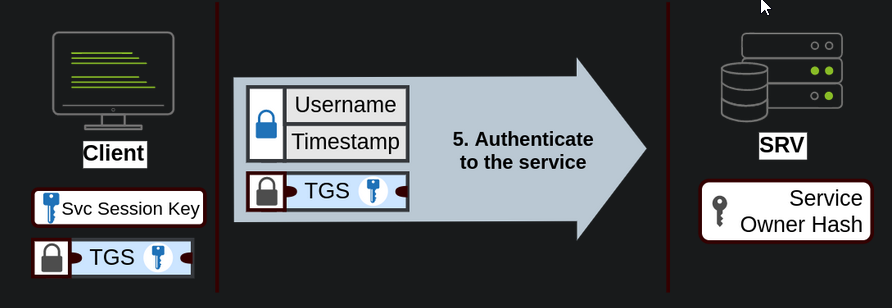 Username
Timestamp
TGS
5. Authenticate
to the service
Client
Svc Session Key
TGS
SRV
Service
Owner Hash